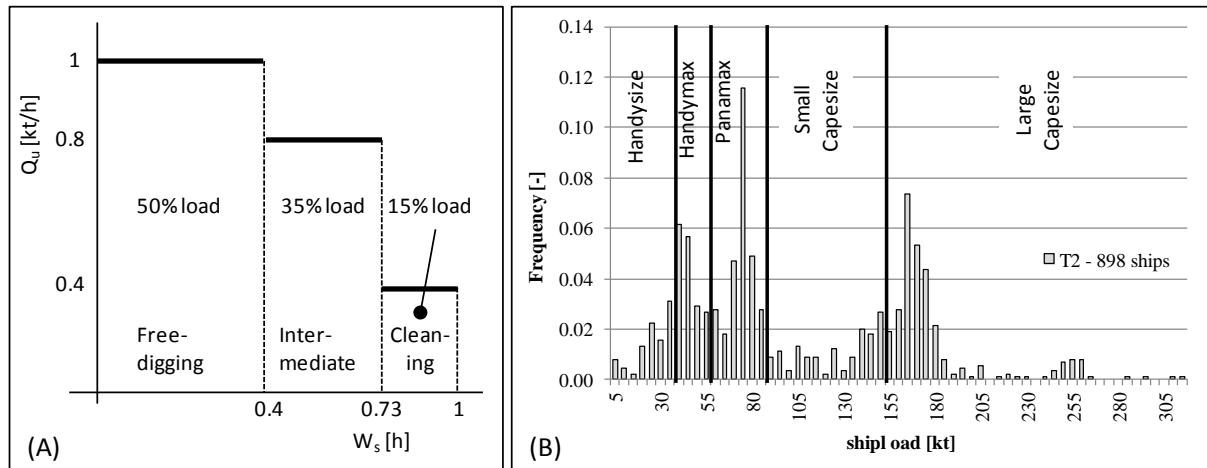 Q_u [kt/h]
1
0.8
0.4
50% load
35% load
15% load
Free-
digging
Inter-
mediate
Clean-
ing
0.4
0.73
1
W_s [h]
(A)
Frequency [-]
0.14
0.12
0.10
0.08
0.06
0.04
0.02
0.00
Handysize
Handymax
Panamax
Small
Capesize
Large
Capesize
T2 - 898 ships
5
30
55
80
105
130
155
180
205
230
255
280
305
shipl oad [kt]
(B)